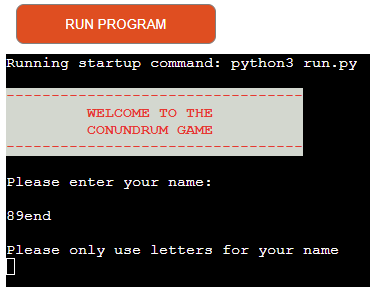 RUN PROGRAM
Running startup command: python3 run.py
---------------------------------
WELCOME TO THE
CONUNDRUM GAME
---------------------------------
Please enter your name:
89end
Please only use letters for your name